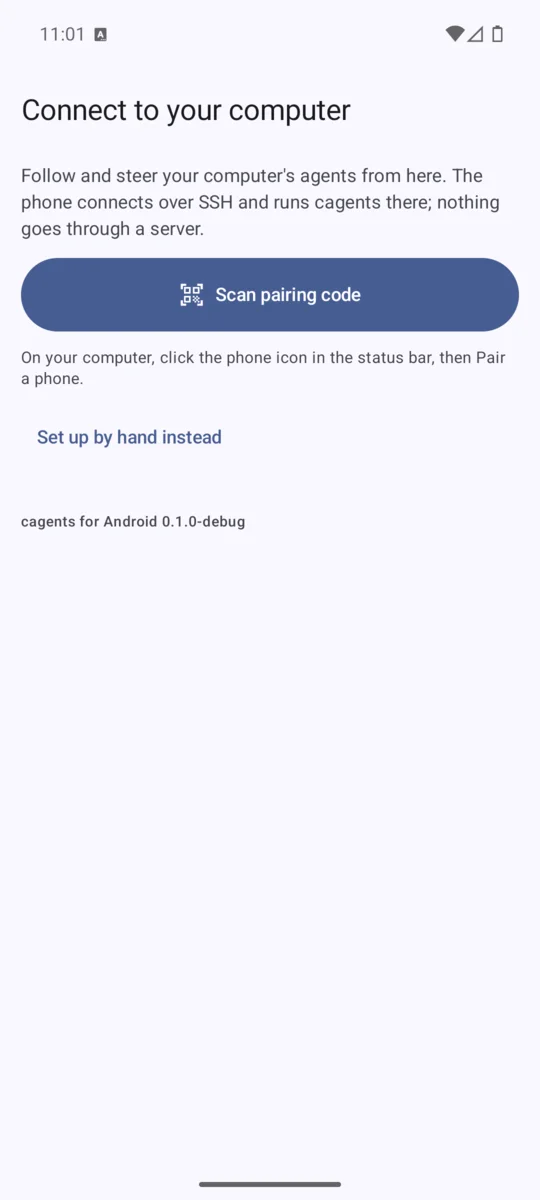 11:01
Connect to your computer
Follow and steer your computer's agents from here. The
phone connects over SSH and runs cagents there; nothing
goes through a server.
Scan pairing code
On your computer, click the phone icon in the status bar, then Pair
a phone.
Set up by hand instead
cagents for Android 0.1.0-debug